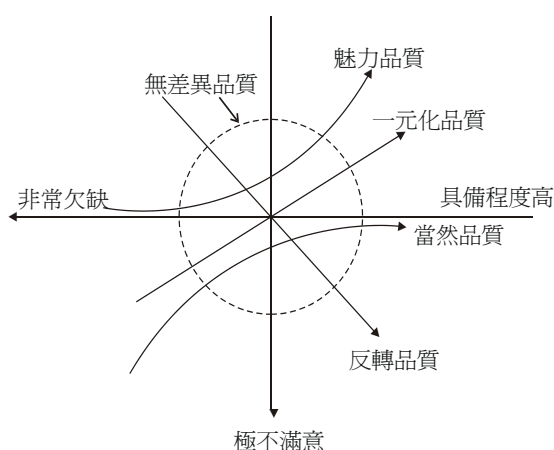 魅力品質
無差異品質
一元化品質
非常欠缺
具備程度高
當然品質
反轉品質
極不滿意